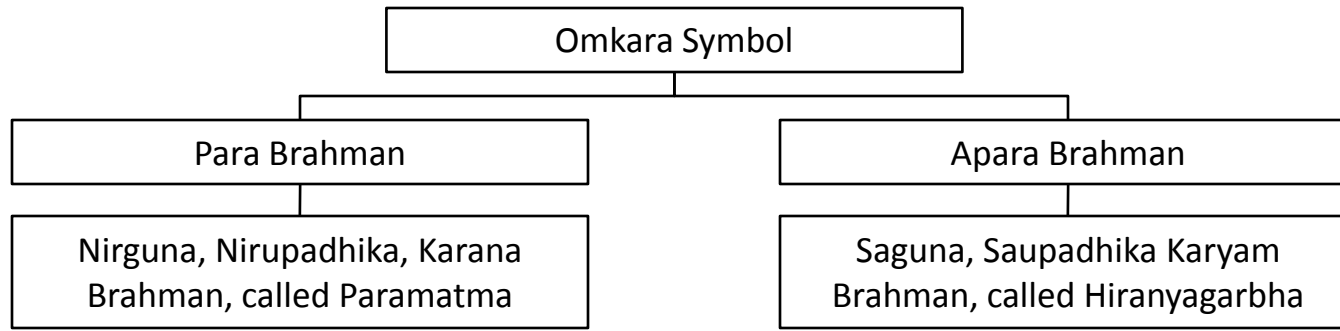 Omkara Symbol
Para Brahman
Apara Brahman
Nirguna, Nirupadhika, Karana
Brahman, called Paramatma
Saguna, Saupadhika Karyam
Brahman, called Hiranyagarbha